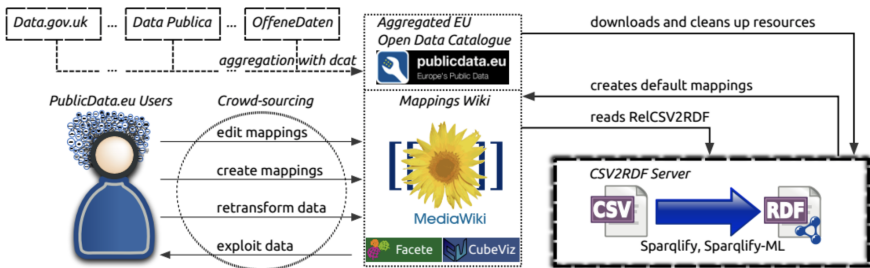 Data.gov.uk ... Data Publica ... OffeneDaten
... ...
aggregation with dcat
Aggregated EU
Open Data Catalogue
publicdata.eu
Europe's Public Data
downloads and cleans up resources
creates default mappings
reads RelCSV2RDF
PublicData.eu Users
Crowd-sourcing
edit mappings
create mappings
retransform data
exploit data
Mappings Wiki
[[ ]]
MediaWiki
Facete
CubeViz
CSV2RDF Server
CSV
RDF
Sparqlify, Sparqlify-ML